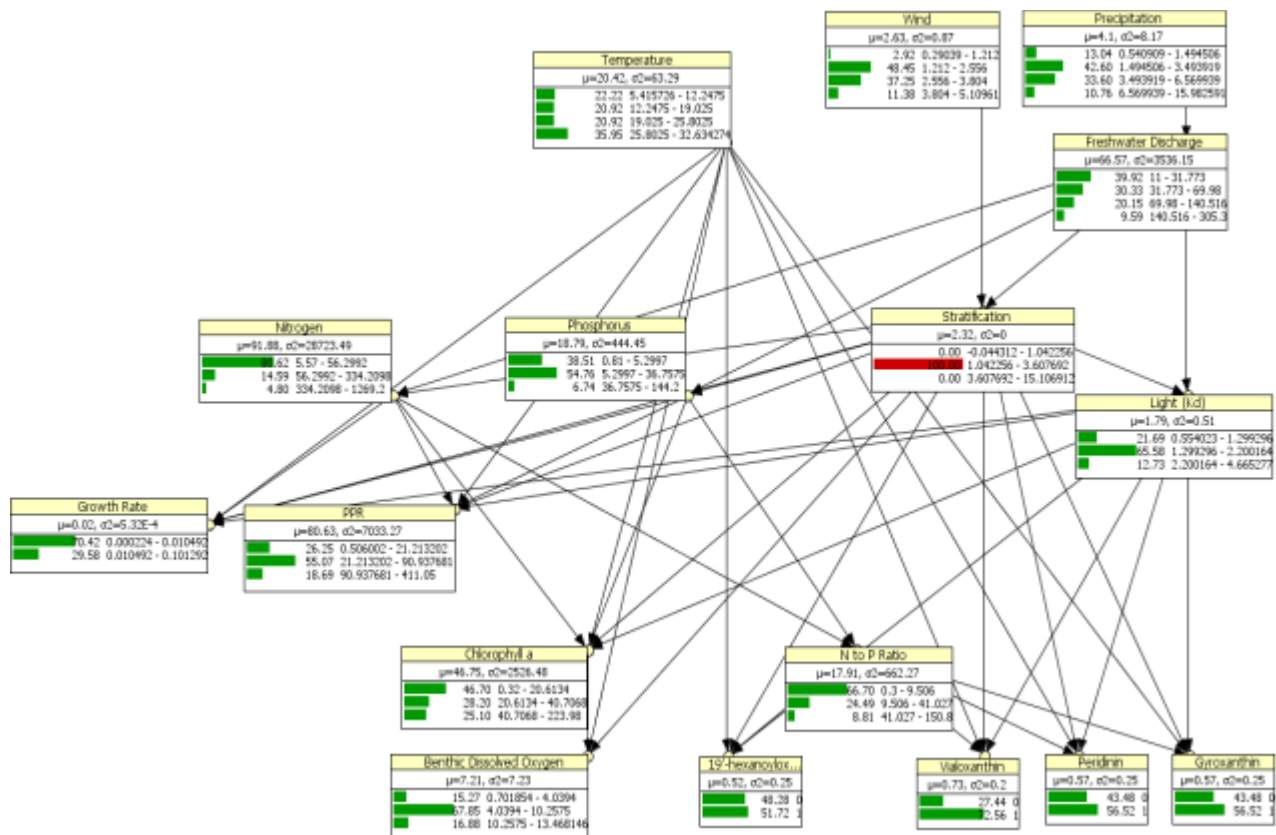 Wind
μ=2.63, σ2=0.87
2.92 0.29039 - 1.212
48.45 1.212 - 2.556
37.25 2.556 - 3.804
11.38 3.804 - 5.10961
Precipitation
μ=4.1, σ2=8.17
13.04 0.540909 - 1.494506
42.60 1.494506 - 3.493919
33.60 3.493919 - 6.569939
10.76 6.569939 - 15.982591
Temperature
μ=20.42, σ2=63.29
22.22 5.415726 - 12.2475
20.92 12.2475 - 19.025
20.92 19.025 - 25.8025
35.95 25.8025 - 32.634274
Freshwater Discharge
μ=66.57, σ2=3536.15
39.92 11 - 31.773
30.33 31.773 - 69.98
20.15 69.98 - 140.516
9.59 140.516 - 305.3
Nitrogen
μ=91.88, σ2=28723.49
5.57 - 56.2992
14.59 56.2992 - 334.2098
4.80 334.2098 - 1269.2
Phosphorus
μ=18.79, σ2=444.45
38.51 0.81 - 5.2997
54.76 5.2997 - 36.7575
6.74 36.7575 - 144.2
Stratification
μ=2.32, σ2=0
0.00 -0.044312 - 1.042256
100.00 1.042256 - 3.607692
0.00 3.607692 - 15.106912
Light (Kd)
μ=1.79, σ2=0.51
21.69 0.554023 - 1.299296
65.58 1.299296 - 2.200164
12.73 2.200164 - 4.665277
Growth Rate
μ=0.02, σ2=5.32E-4
70.42 0.000224 - 0.010492
29.58 0.010492 - 0.101292
PPR
μ=80.63, σ2=7033.27
26.25 0.506002 - 21.213202
55.07 21.213202 - 90.937681
18.69 90.937681 - 411.05
Chlorophyll a
μ=46.75, σ2=2526.48
46.70 0.32 - 20.6134
28.20 20.6134 - 40.7068
25.10 40.7068 - 223.98
N to P Ratio
μ=17.91, σ2=662.27
66.70 0.3 - 9.506
24.49 9.506 - 41.027
8.81 41.027 - 150.8
Benthic Dissolved Oxygen
μ=7.21, σ2=7.23
15.27 0.701854 - 4.0394
67.85 4.0394 - 10.2575
16.88 10.2575 - 13.468146
19'-hexanoylox...
μ=0.52, σ2=0.25
48.28 0
51.72 1
Vialoxanthin
μ=0.73, σ2=0.2
27.44 0
72.56 1
Peridinin
μ=0.57, σ2=0.25
43.48 0
56.52 1
Gyroxanthin
μ=0.57, σ2=0.25
43.48 0
56.52 1